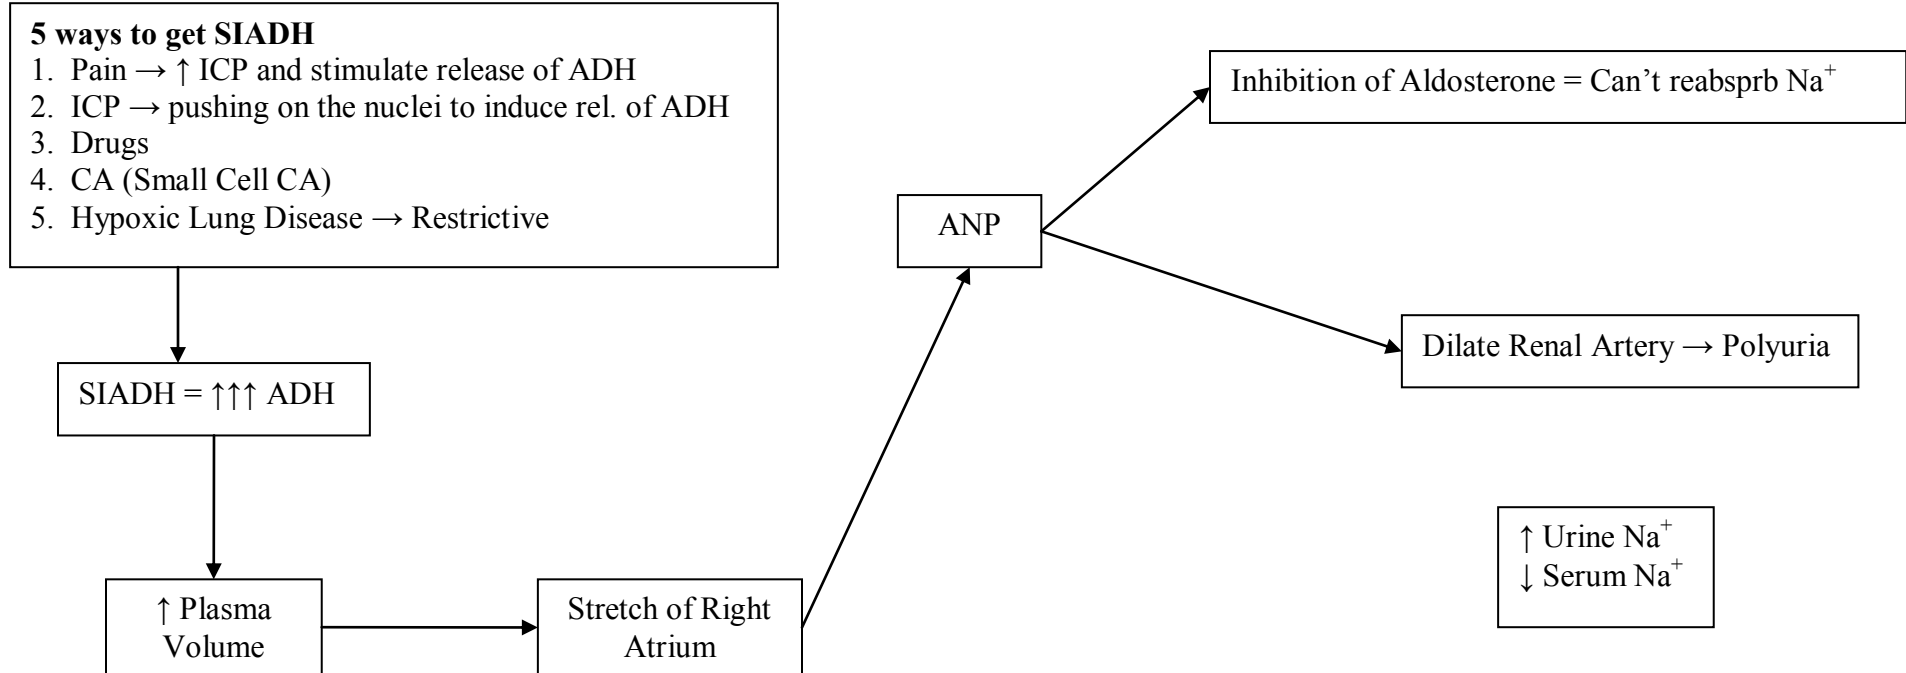 5 ways to get SIADH
1. Pain → ↑ ICP and stimulate release of ADH
2. ICP → pushing on the nuclei to induce rel. of ADH
3. Drugs
4. CA (Small Cell CA)
5. Hypoxic Lung Disease → Restrictive
SIADH = ↑↑↑ ADH
↑ Plasma
Volume
Stretch of Right
Atrium
ANP
Inhibition of Aldosterone = Can’t reabsprb Na⁺
Dilate Renal Artery → Polyuria
↑ Urine Na⁺
↓ Serum Na⁺